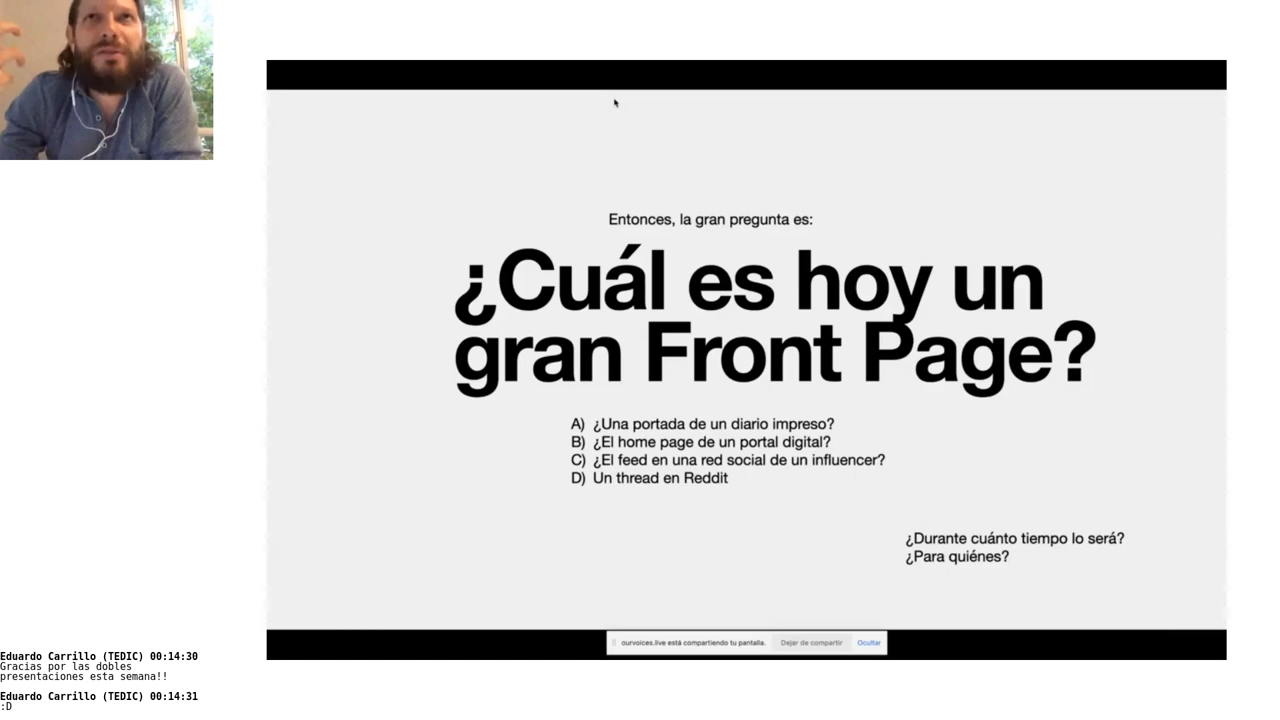 Entonces, la gran pregunta es:
¿Cuál es hoy un
gran Front Page?
A) ¿Una portada de un diario impreso?
B) ¿El home page de un portal digital?
C) ¿El feed en una red social de un influencer?
D) Un thread en Reddit
¿Durante cuánto tiempo lo será?
¿Para quiénes?
ourvoices.live está compartiendo tu pantalla. Dejar de compartir Ocultar
Eduardo Carrillo (TEDIC) 00:14:30
Gracias por las dobles
presentaciones esta semana!!
Eduardo Carrillo (TEDIC) 00:14:31
:D